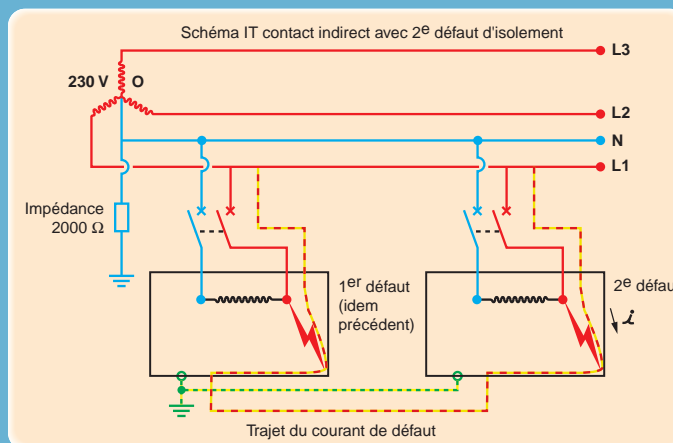 Schéma IT contact indirect avec 2e défaut d'isolement
L3
230 V O
L2
N
L1
Impédance
2000 Ω
1er défaut
(idem
précédent)
2e défau
i
Trajet du courant de défaut